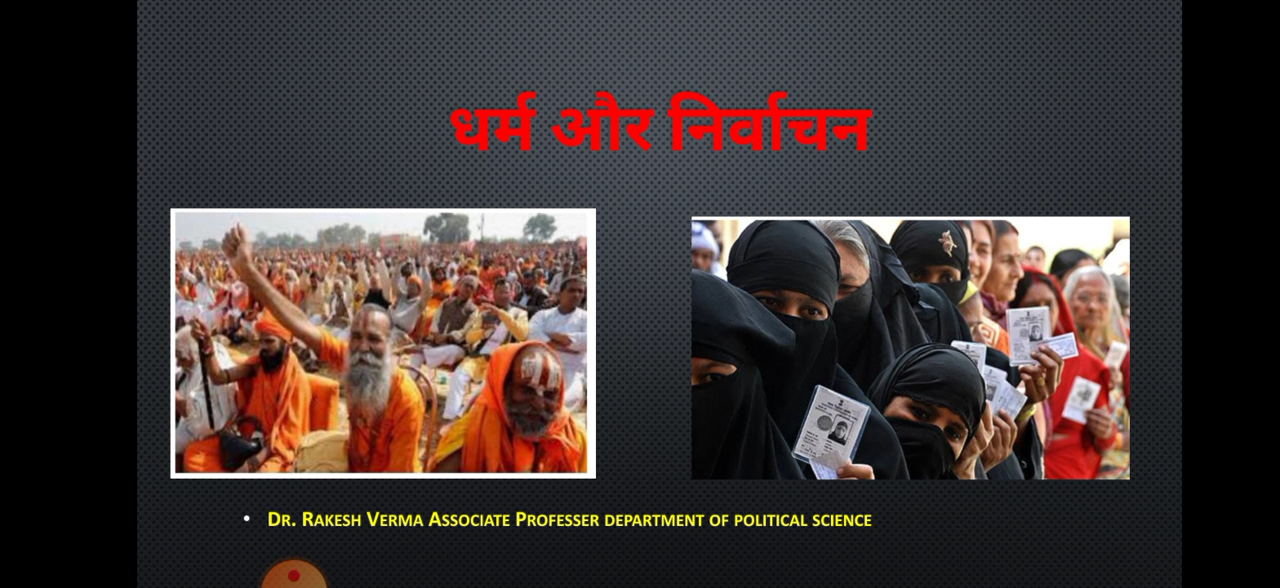 धर्म और निर्वाचन
• DR. RAKESH VERMA ASSOCIATE PROFESSER DEPARTMENT OF POLITICAL SCIENCE